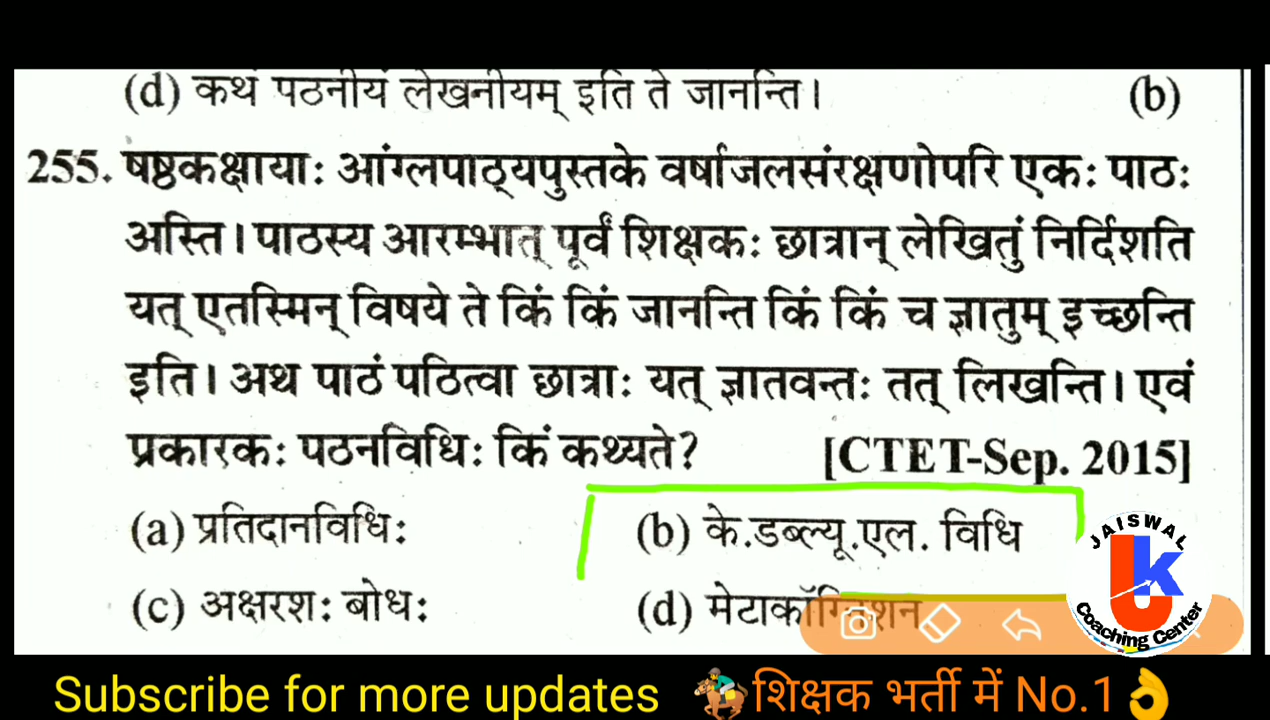 (d) कथं पठनीयं लेखनीयम् इति ते जानन्ति। (b)
255. षष्ठकक्षायाः आंग्लपाठ्यपुस्तके वर्षाजलसंरक्षणोपरि एकः पाठः
अस्ति। पाठस्य आरम्भात् पूर्वं शिक्षकः छात्रान् लेखितुं निर्दिशति
यत् एतस्मिन् विषये ते किं किं जानन्ति किं किं च ज्ञातुम् इच्छन्ति
इति। अथ पाठं पठित्वा छात्राः यत् ज्ञातवन्तः तत् लिखन्ति। एवं
प्रकारकः पठनविधिः किं कथ्यते? [CTET-Sep. 2015]
(a) प्रतिदानविधिः (b) के.डब्ल्यू.एल. विधि
(c) अक्षरशः बोधः (d) मेटाकॉग्निशन
JAISWAL
UK
Coaching Center
Subscribe for more updates 🏇शिक्षक भर्ती में No.1👌